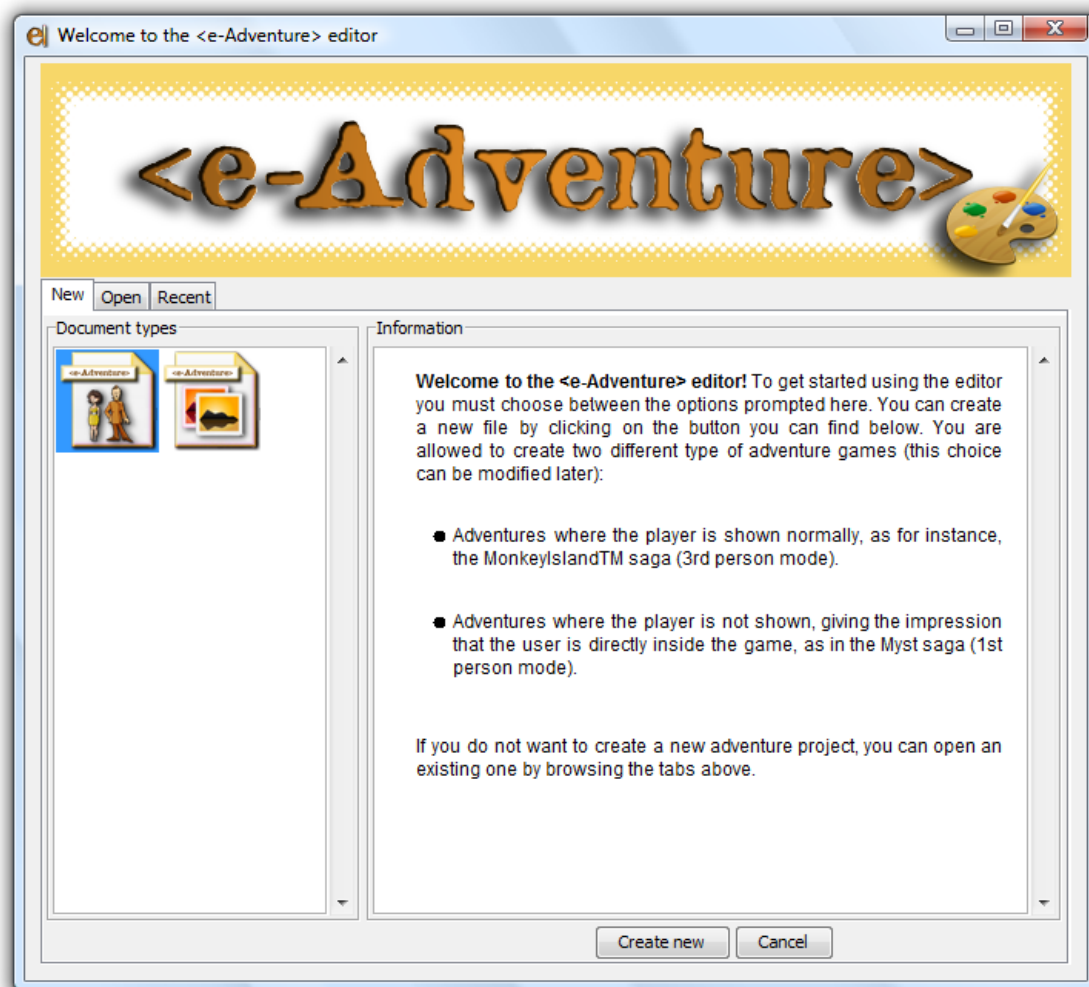 Welcome to the <e-Adventure> editor
<e-Adventure>
New Open Recent
Document types
Information
<e-Adventure> <e-Adventure>
Welcome to the <e-Adventure> editor! To get started using the editor
you must choose between the options prompted here. You can create
a new file by clicking on the button you can find below. You are
allowed to create two different type of adventure games (this choice
can be modified later):
Adventures where the player is shown normally, as for instance,
the MonkeyIslandTM saga (3rd person mode).
Adventures where the player is not shown, giving the impression
that the user is directly inside the game, as in the Myst saga (1st
person mode).
If you do not want to create a new adventure project, you can open an
existing one by browsing the tabs above.
Create new Cancel